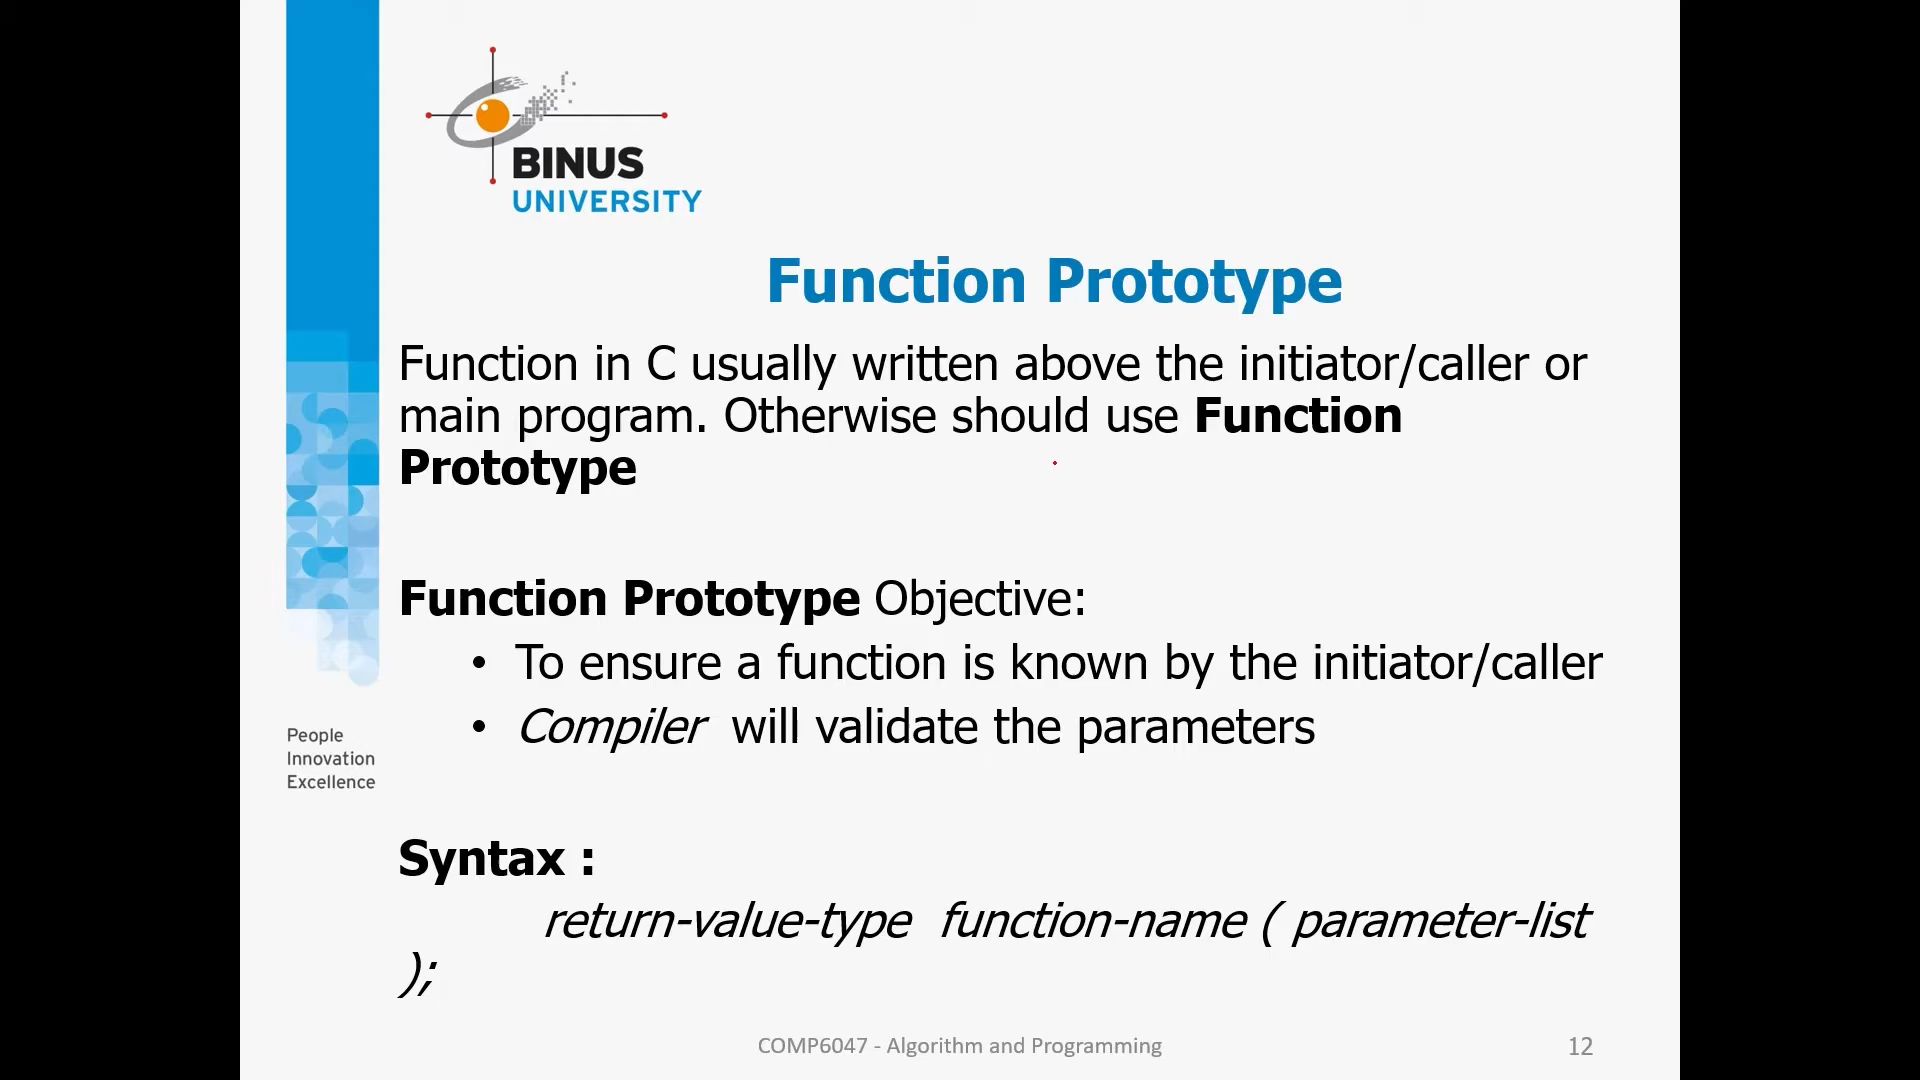 BINUS
UNIVERSITY
Function Prototype
Function in C usually written above the initiator/caller or
main program. Otherwise should use Function
Prototype
Function Prototype Objective:
• To ensure a function is known by the initiator/caller
• Compiler will validate the parameters
People
Innovation
Excellence
Syntax :
return-value-type function-name ( parameter-list
);
COMP6047 - Algorithm and Programming
12